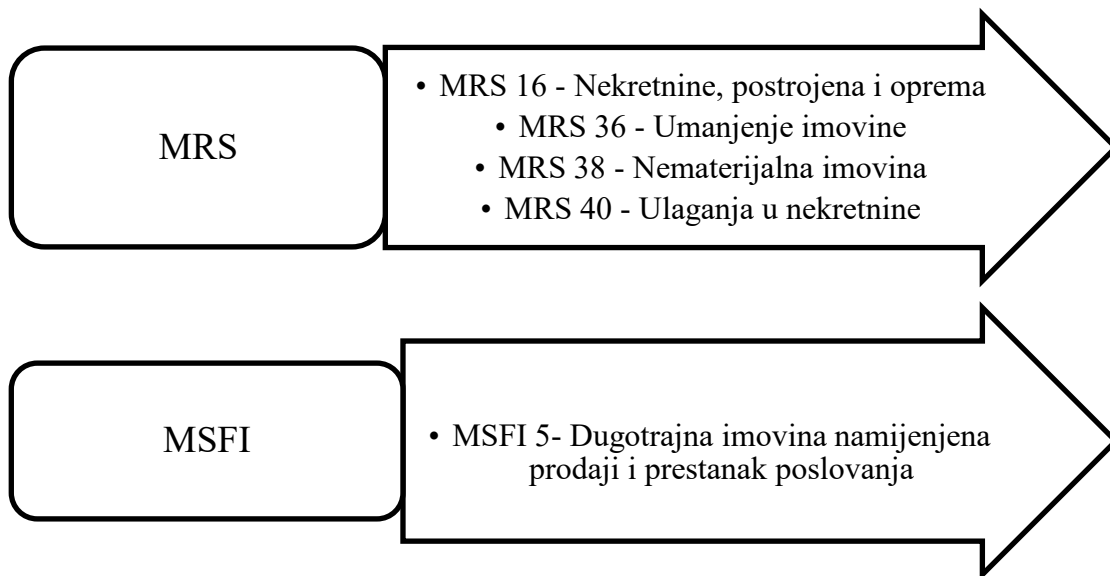 MRS
• MRS 16 - Nekretnine, postrojena i oprema
• MRS 36 - Umanjenje imovine
• MRS 38 - Nematerijalna imovina
• MRS 40 - Ulaganja u nekretnine
MSFI
• MSFI 5- Dugotrajna imovina namijenjena
prodaji i prestanak poslovanja